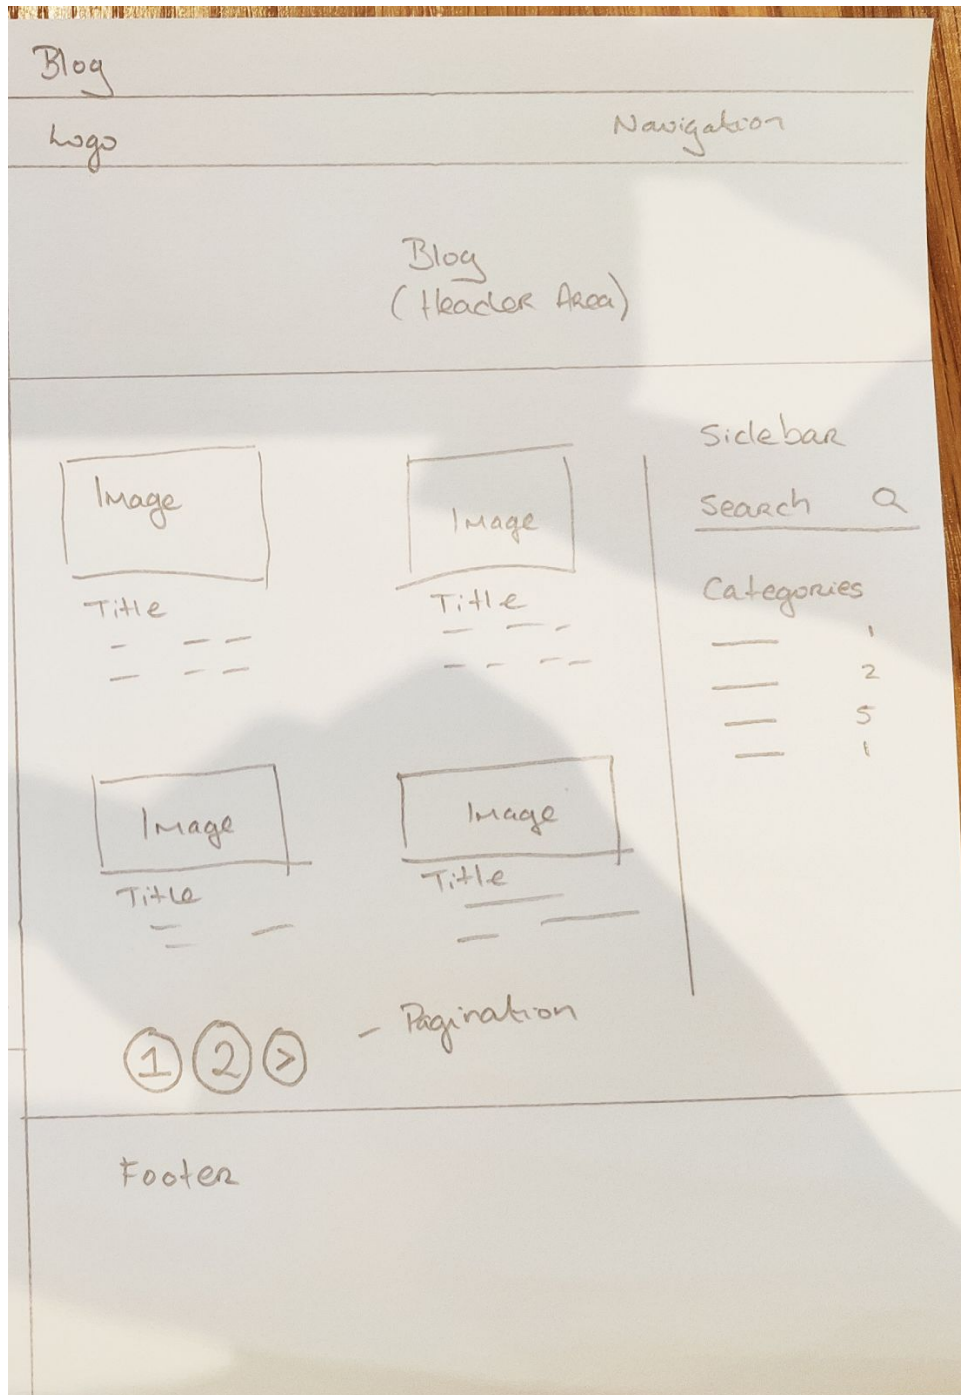 Blog
Logo
Navigation
Blog
(Header Area)
Image
Image
Title
Title
Image
Image
Title
Title
1 2 >
- Pagination
Sidebar
Search
Categories
1
2
5
1
Footer